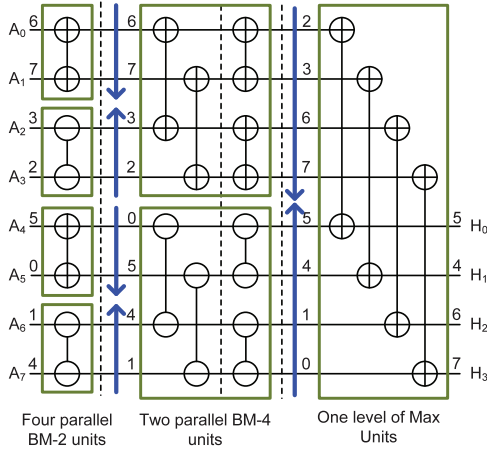 A0 6 6 2
A1 7 7 3
A2 3 3 6
A3 2 2 7
A4 5 0 5 5 H0
A5 0 5 4 4 H1
A6 1 4 1 6 H2
A7 4 1 0 7 H3
Four parallel Two parallel BM-4 One level of Max
BM-2 units units Units